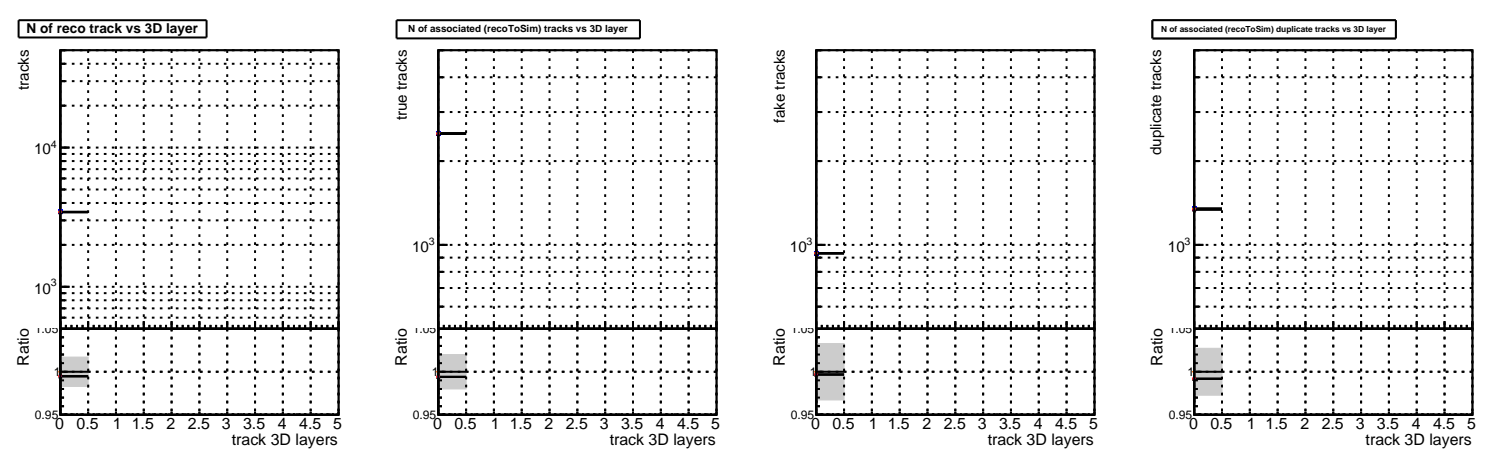 N of reco track vs 3D layer
tracks
10^4
10^3
Ratio
1.05
1
0.95
0 0.5 1 1.5 2 2.5 3 3.5 4 4.5 5
track 3D layers
N of associated (recoToSim) tracks vs 3D layer
true tracks
10^3
Ratio
1.05
1
0.95
0 0.5 1 1.5 2 2.5 3 3.5 4 4.5 5
track 3D layers
fake tracks
10^3
Ratio
1.05
1
0.95
0 0.5 1 1.5 2 2.5 3 3.5 4 4.5 5
track 3D layers
N of associated (recoToSim) duplicate tracks vs 3D layer
duplicate tracks
10^3
Ratio
1.05
1
0.95
0 0.5 1 1.5 2 2.5 3 3.5 4 4.5 5
track 3D layers